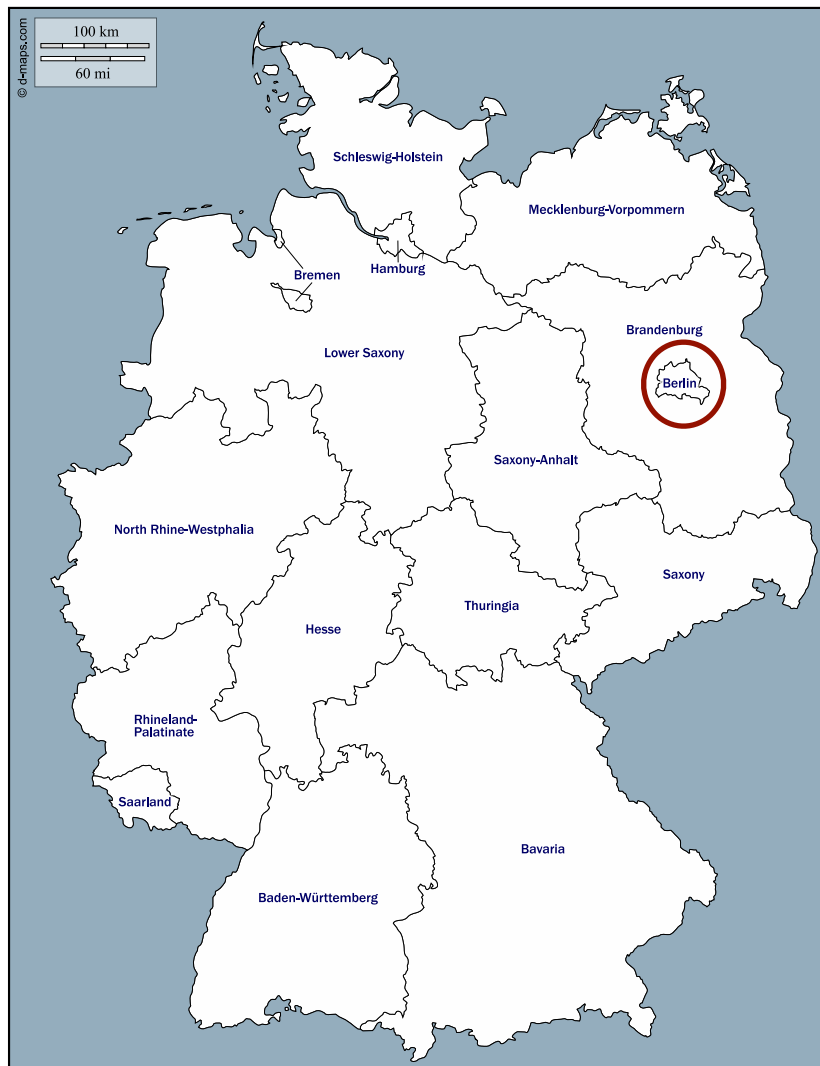 © d-maps.com
100 km
60 mi
Schleswig-Holstein
Mecklenburg-Vorpommern
Hamburg
Bremen
Brandenburg
Lower Saxony
Berlin
Saxony-Anhalt
North Rhine-Westphalia
Saxony
Thuringia
Hesse
Rhineland-
Palatinate
Saarland
Bavaria
Baden-Württemberg